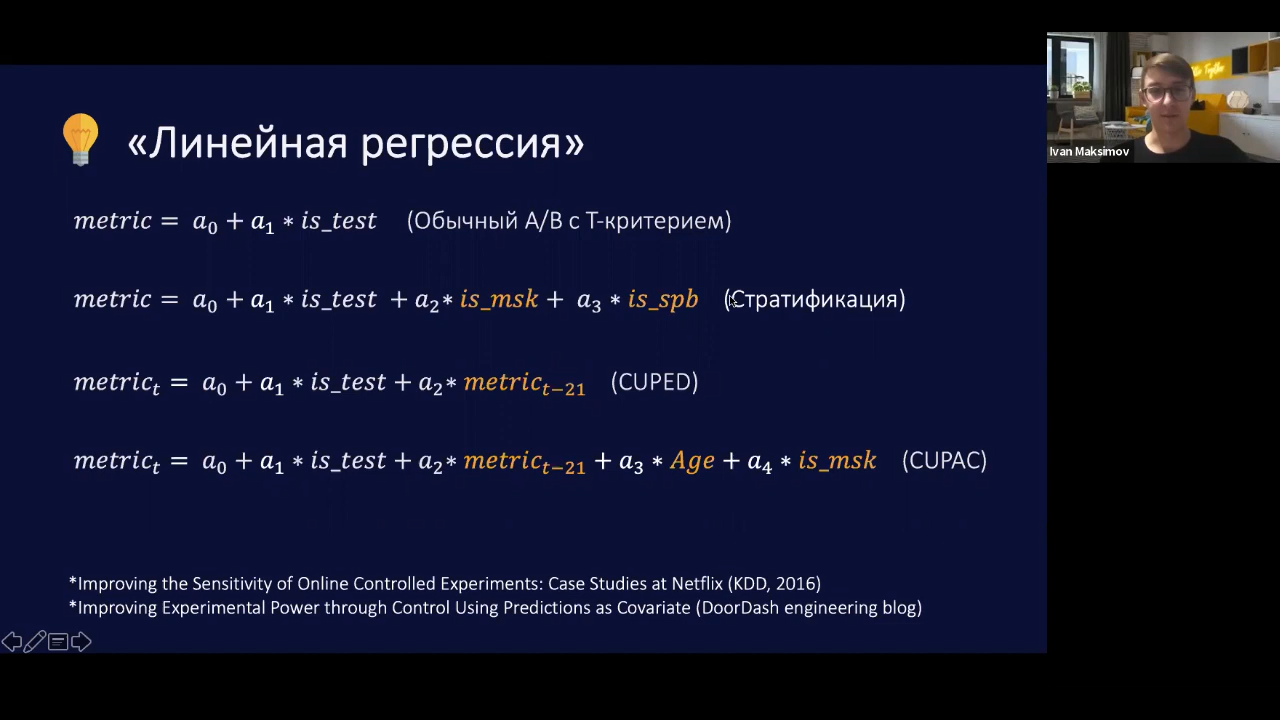 «Линейная регрессия»
metric = a₀ + a₁ * is_test (Обычный А/В с Т-критерием)
metric = a₀ + a₁ * is_test + a₂* is_msk + a₃ * is_spb (Стратификация)
metricₜ = a₀ + a₁ * is_test + a₂* metricₜ₋₂₁ (CUPED)
metricₜ = a₀ + a₁ * is_test + a₂* metricₜ₋₂₁ + a₃ * Age + a₄ * is_msk (CUPAC)
*Improving the Sensitivity of Online Controlled Experiments: Case Studies at Netflix (KDD, 2016)
*Improving Experimental Power through Control Using Predictions as Covariate (DoorDash engineering blog)
Ivan Maksimov